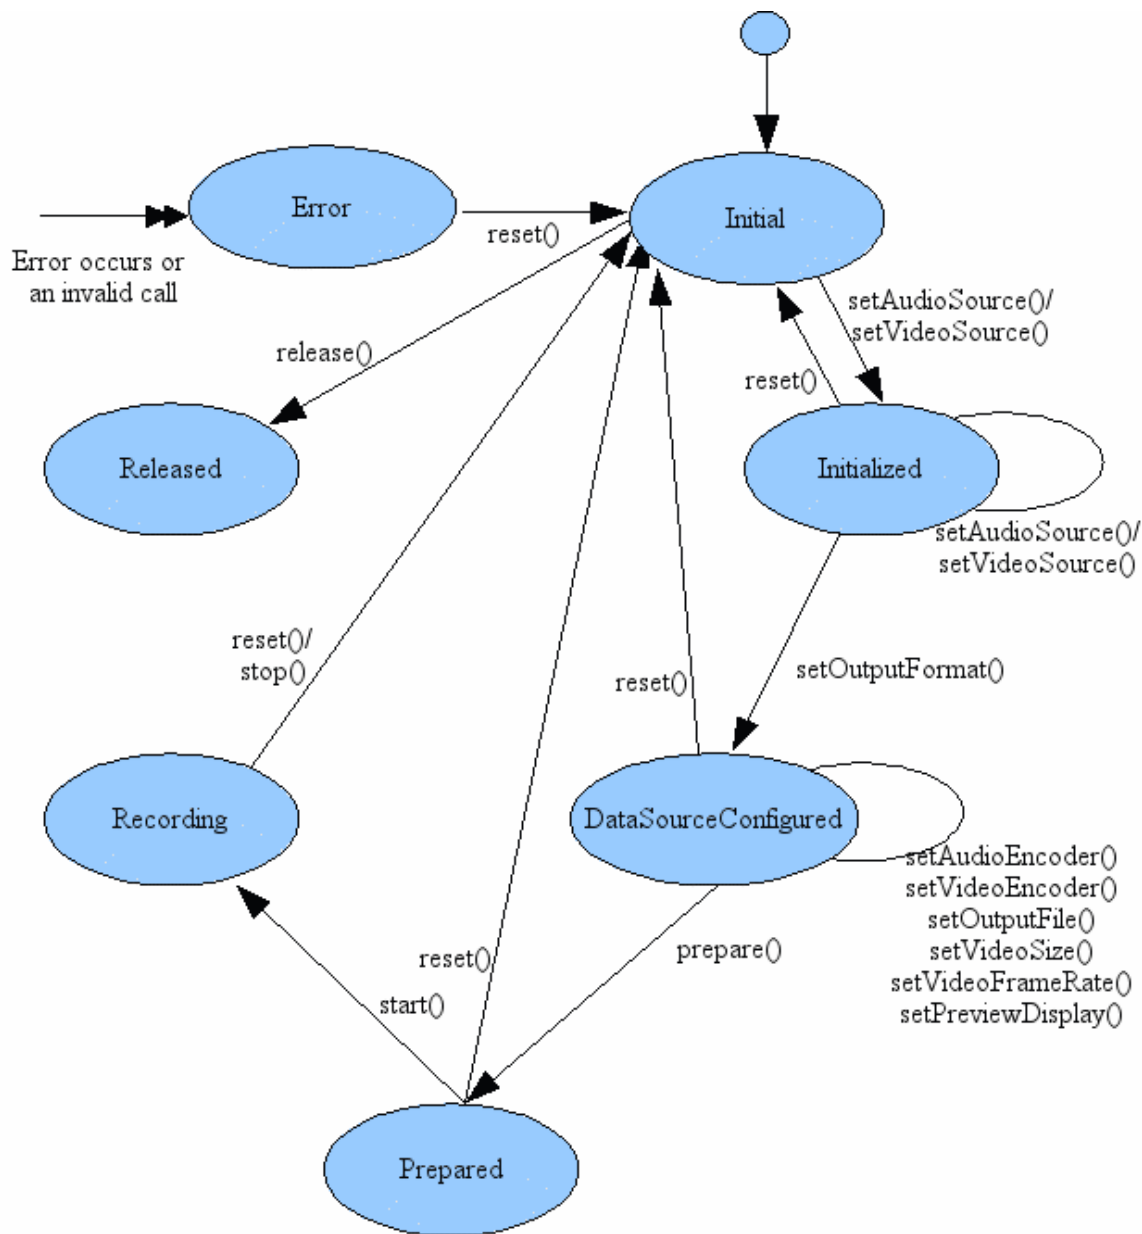 Error
Initial
reset()
Error occurs or
an invalid call
setAudioSource()/
setVideoSource()
release()
reset()
Released
Initialized
setAudioSource()/
setVideoSource()
reset()/
stop()
setOutputFormat()
reset()
Recording
DataSourceConfigured
setAudioEncoder()
setVideoEncoder()
setOutputFile()
setVideoSize()
setVideoFrameRate()
setPreviewDisplay()
prepare()
reset()
start()
Prepared